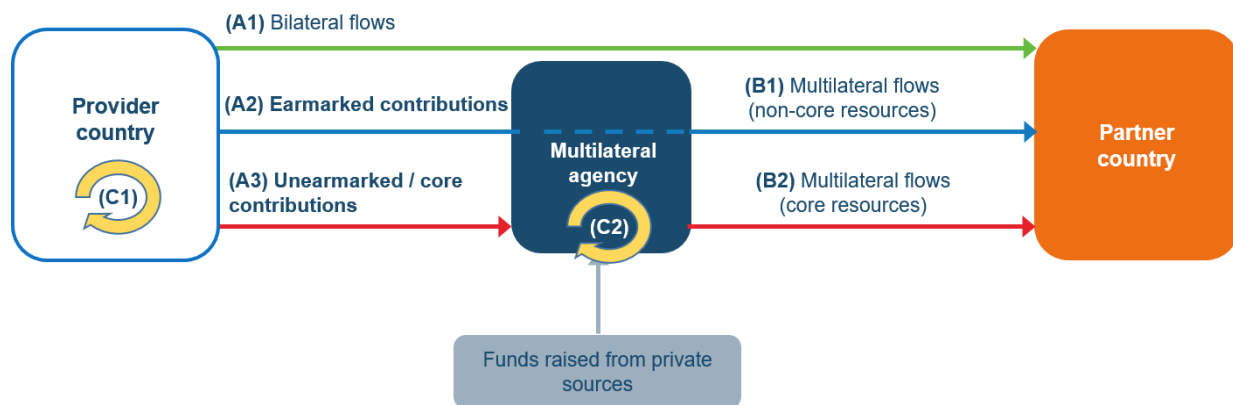 (A1) Bilateral flows
Provider
country
(C1)
(A2) Earmarked contributions
(A3) Unearmarked / core
contributions
Multilateral
agency
(C2)
(B1) Multilateral flows
(non-core resources)
(B2) Multilateral flows
(core resources)
Partner
country
Funds raised from private
sources